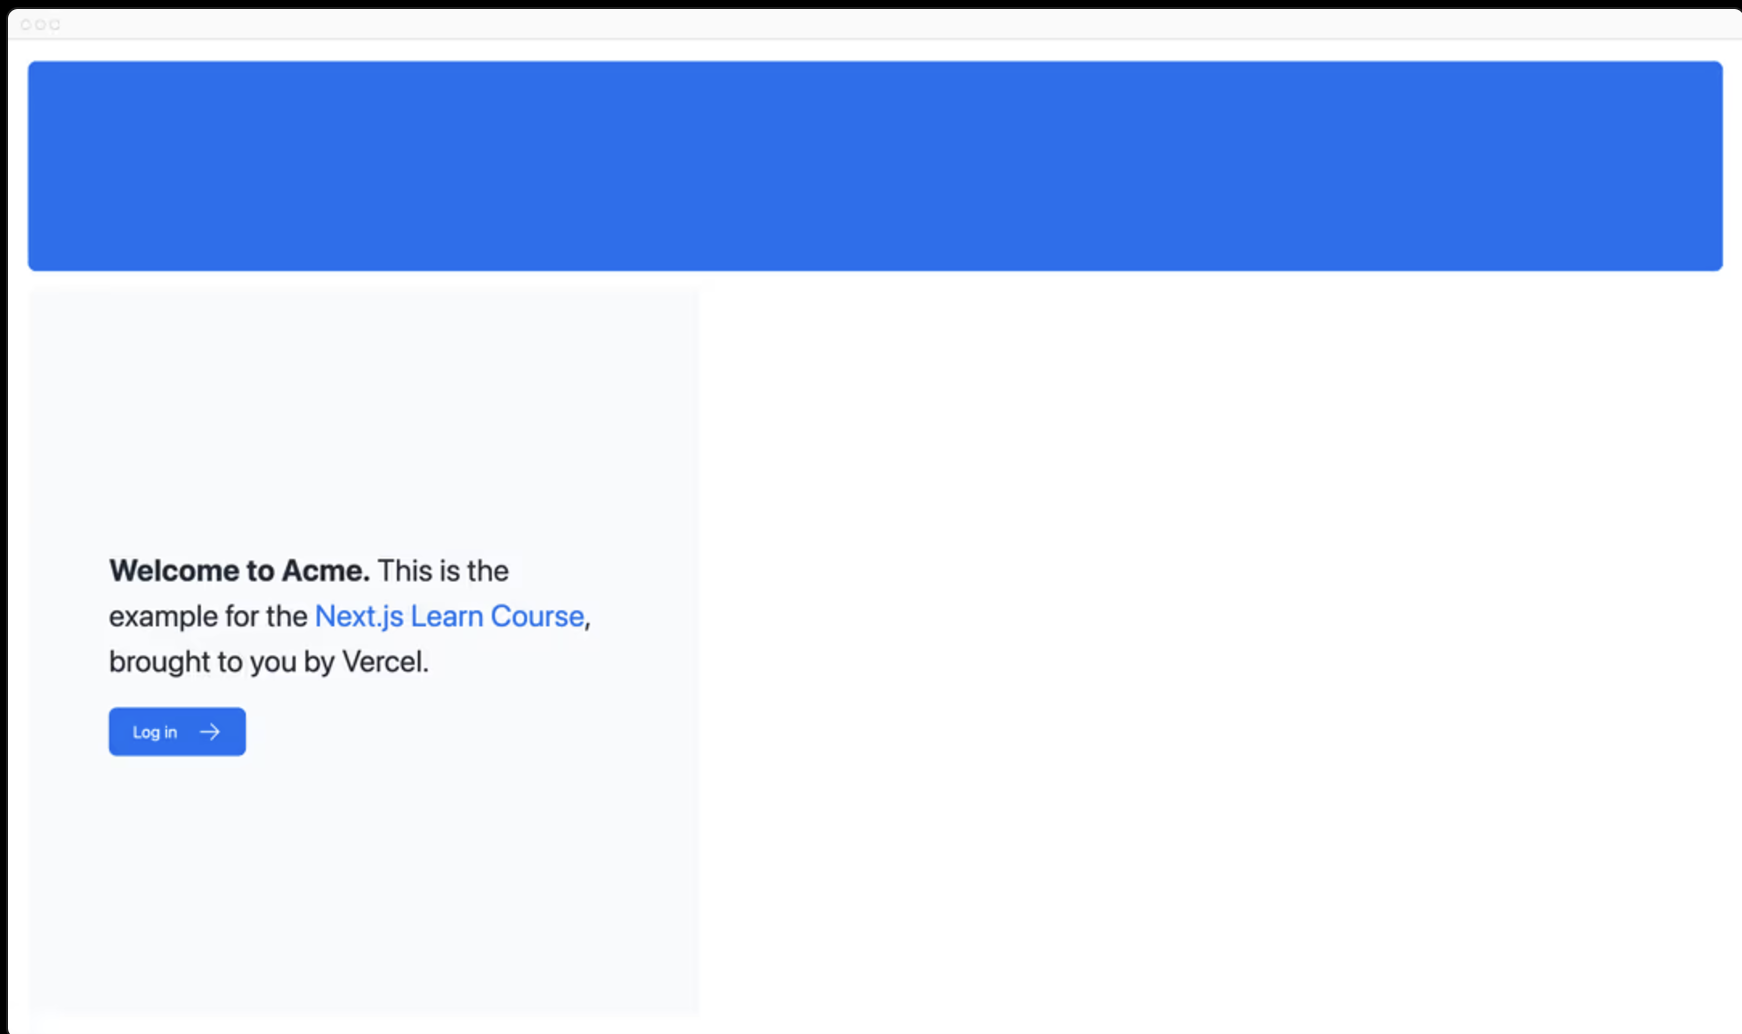 Welcome to Acme. This is the
example for the Next.js Learn Course,
brought to you by Vercel.
Log in